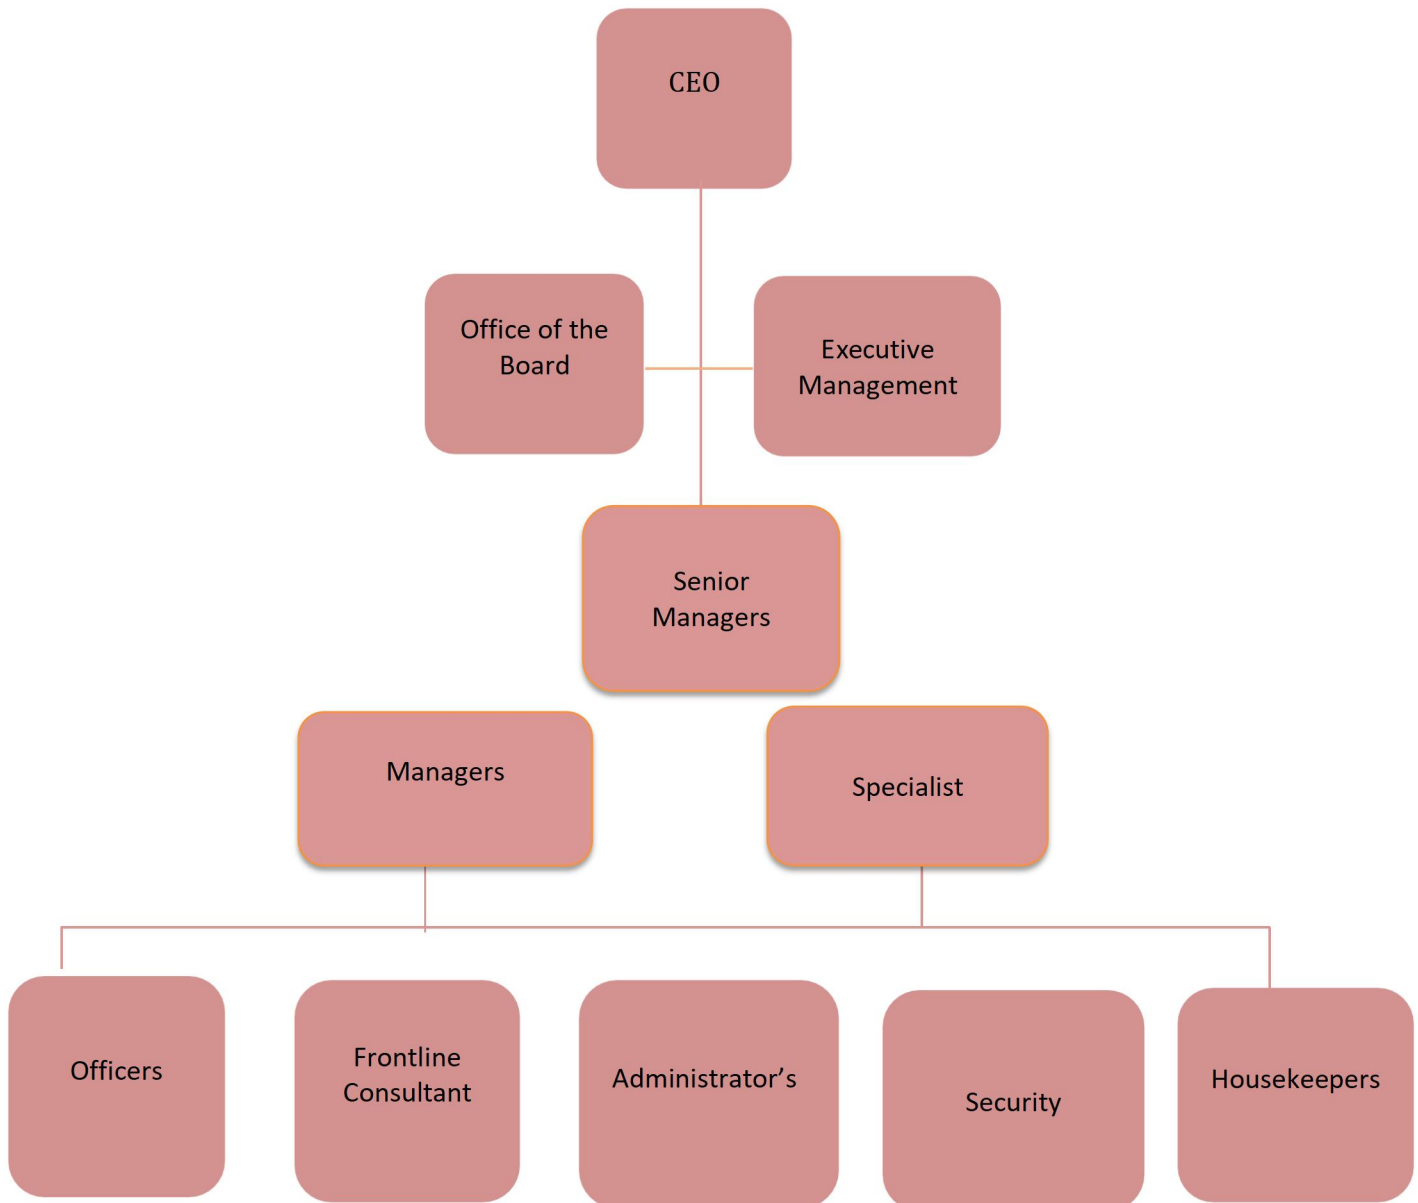 CEO
Office of the
Board
Executive
Management
Senior
Managers
Managers
Specialist
Officers
Frontline
Consultant
Administrator’s
Security
Housekeepers